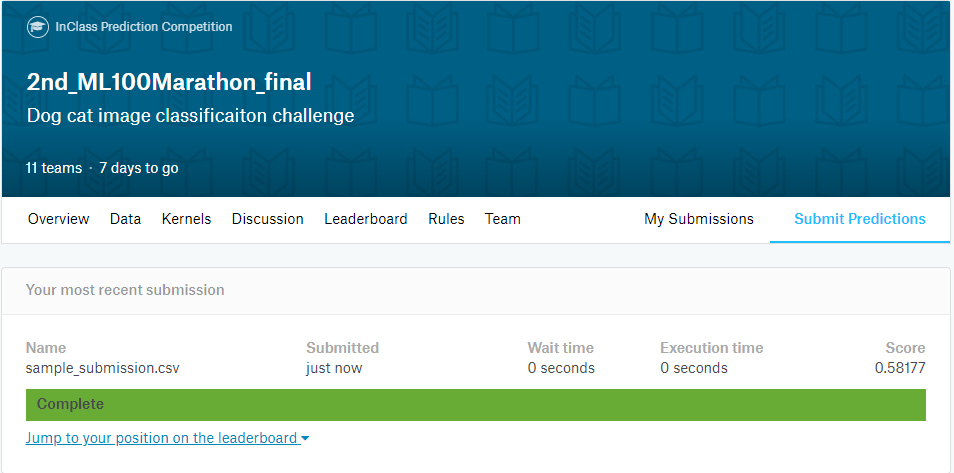 InClass Prediction Competition
2nd_ML100Marathon_final
Dog cat image classificaiton challenge
11 teams · 7 days to go
Overview Data Kernels Discussion Leaderboard Rules Team My Submissions Submit Predictions
Your most recent submission
Name Submitted Wait time Execution time Score
sample_submission.csv just now 0 seconds 0 seconds 0.58177
Complete
Jump to your position on the leaderboard